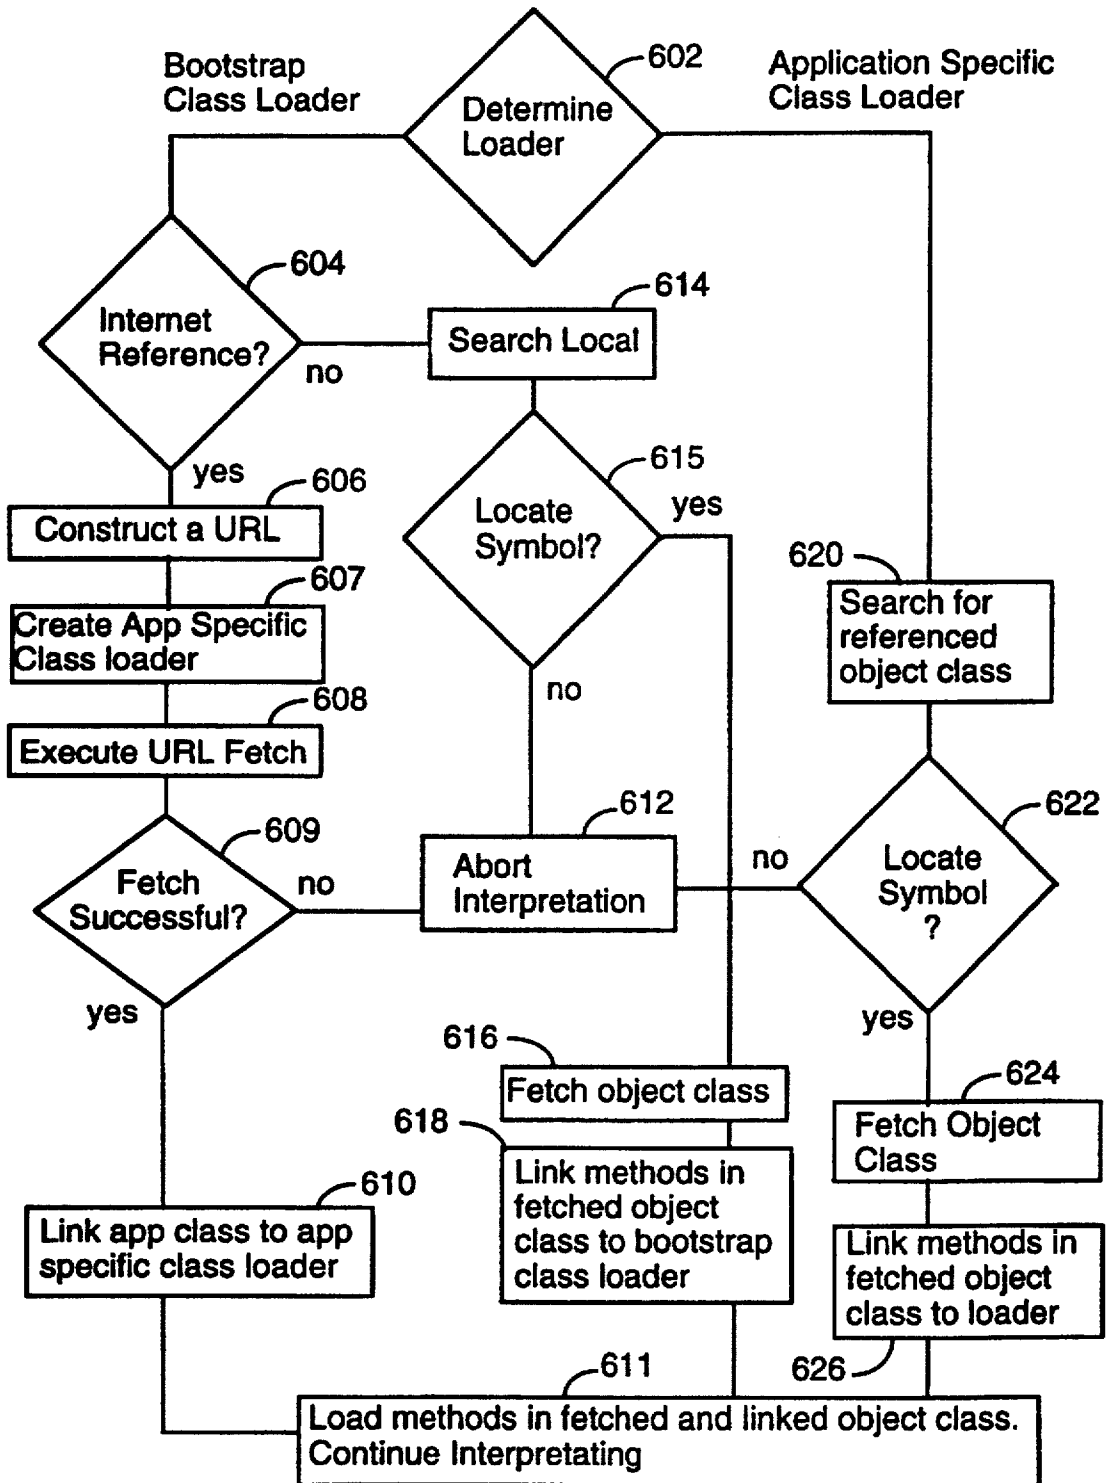 Bootstrap
Class Loader
602
Application Specific
Class Loader
Determine
Loader
604
Internet
Reference?
no
yes
614
Search Local
615
Locate
Symbol?
yes
no
606
Construct a URL
607
Create App Specific
Class loader
608
Execute URL Fetch
609
Fetch
Successful?
no
yes
612
Abort
Interpretation
620
Search for
referenced
object class
622
Locate
Symbol
?
no
yes
616
Fetch object class
618
Link methods in
fetched object
class to bootstrap
class loader
624
Fetch Object
Class
610
Link app class to app
specific class loader
Link methods in
fetched object
class to loader
626
611
Load methods in fetched and linked object class.
Continue Interpretating